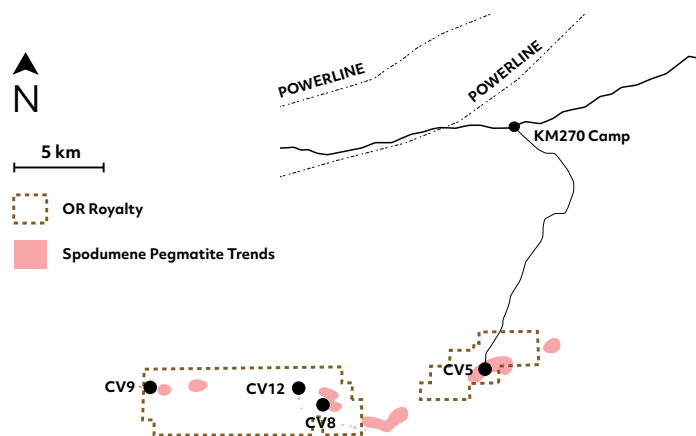 POWERLINE
POWERLINE
N
KM270 Camp
5 km
OR Royalty
Spodumene Pegmatite Trends
CV5
CV9
CV12
CV8